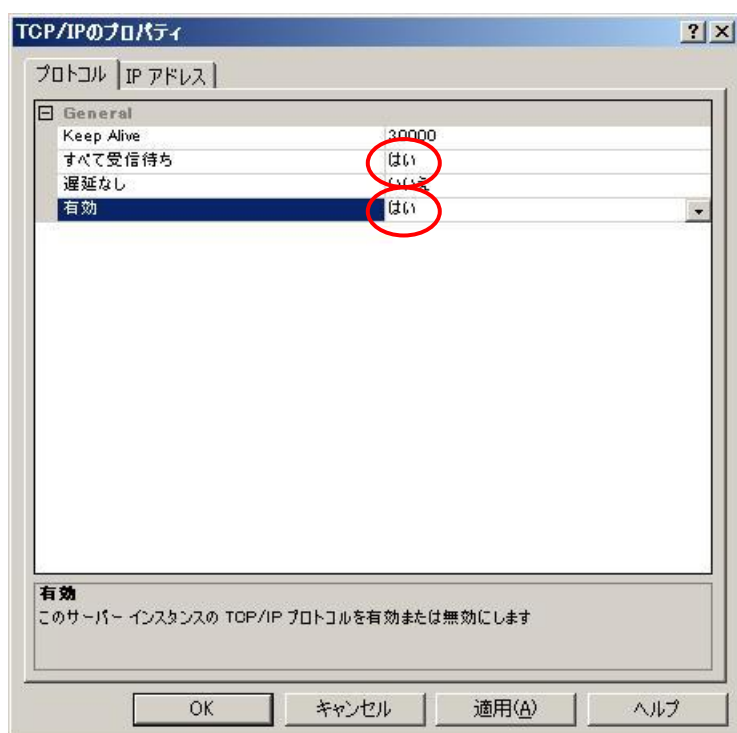 TCP/IPのプロパティ
プロトコル IP アドレス
General
Keep Alive 30000
すべて受信待ち はい
遅延なし いいえ
有効 はい
有効
このサーバー インスタンスの TCP/IP プロトコルを有効または無効にします
OK キャンセル 適用(A) ヘルプ